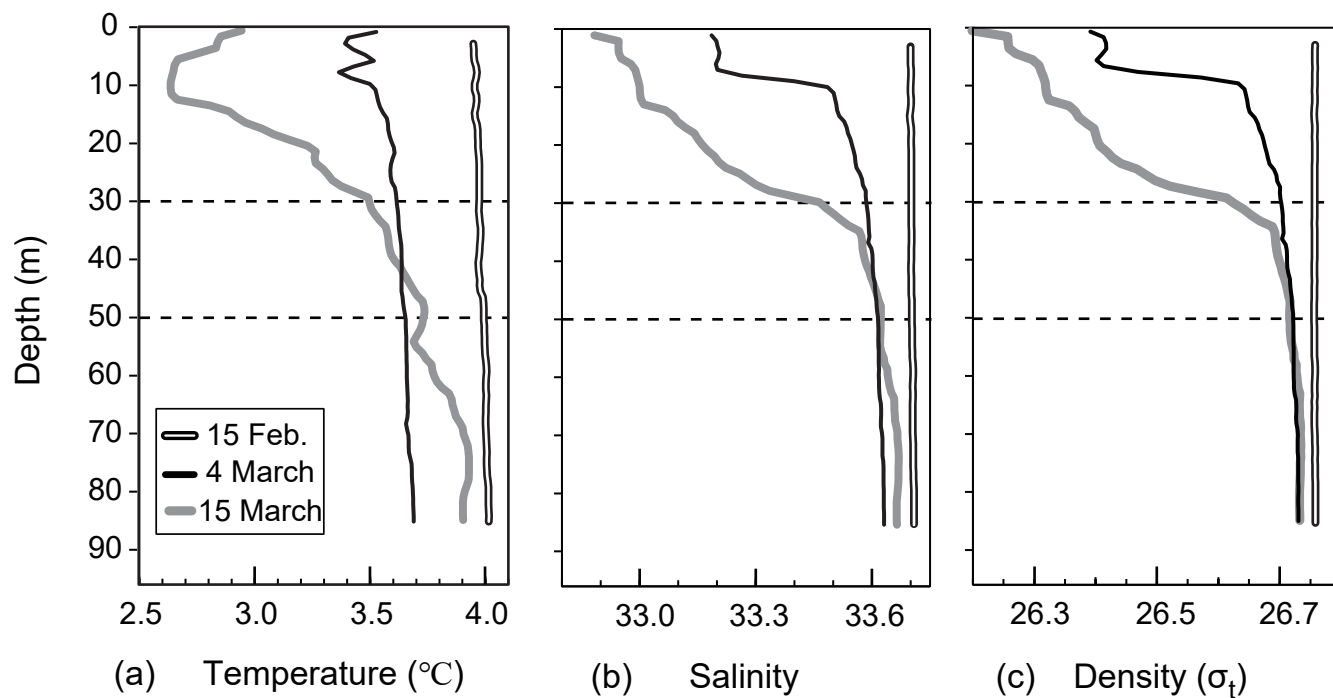 0
10
20
30
40
50
60
70
80
90
Depth (m)
15 Feb.
4 March
15 March
2.5 3.0 3.5 4.0
33.0 33.3 33.6
26.3 26.5 26.7
(a) Temperature (℃)
(b) Salinity
(c) Density (σt)